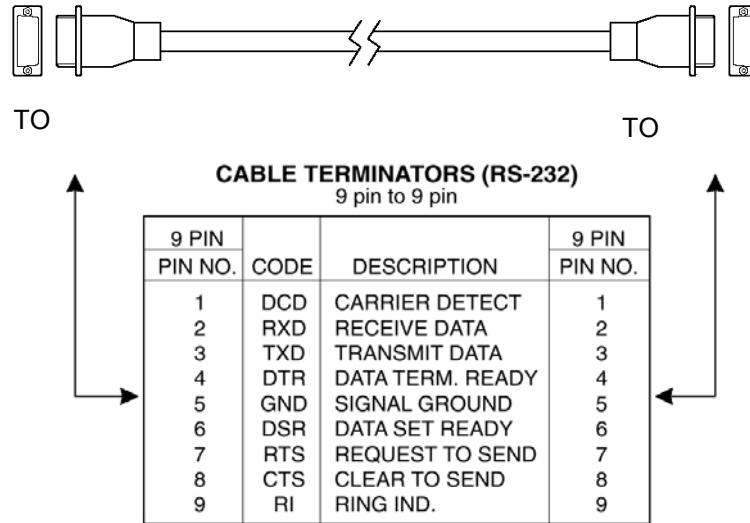 TO
TO
CABLE TERMINATORS (RS-232)
9 pin to 9 pin
9 PIN 9 PIN
PIN NO. CODE DESCRIPTION PIN NO.
1 DCD CARRIER DETECT 1
2 RXD RECEIVE DATA 2
3 TXD TRANSMIT DATA 3
4 DTR DATA TERM. READY 4
5 GND SIGNAL GROUND 5
6 DSR DATA SET READY 6
7 RTS REQUEST TO SEND 7
8 CTS CLEAR TO SEND 8
9 RI RING IND. 9